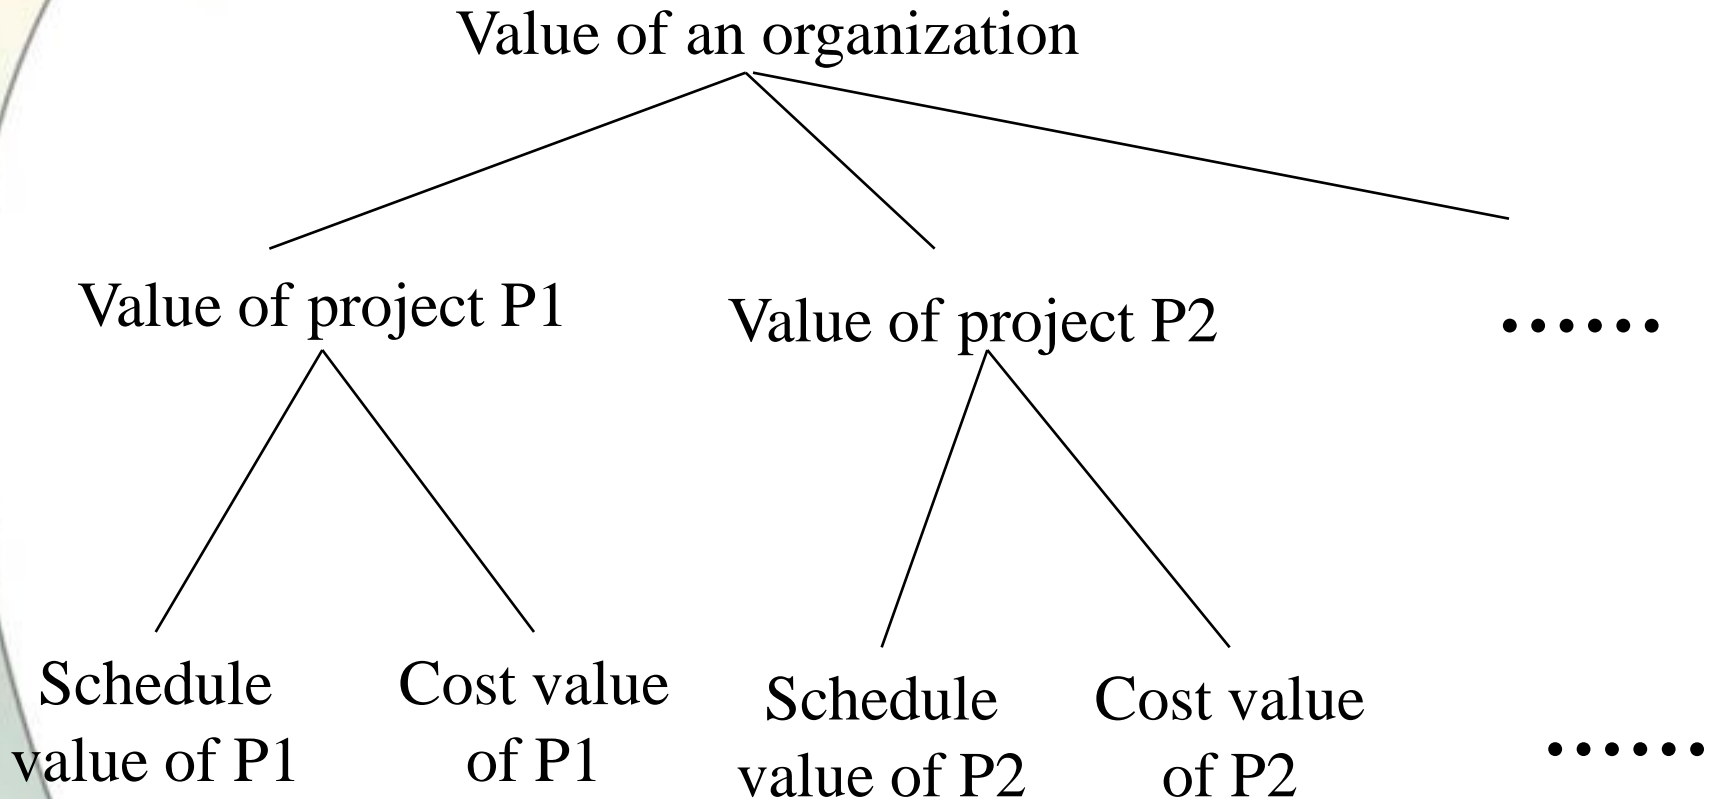 Value of an organization
Value of project P1
Value of project P2
......
Schedule
value of P1
Cost value
of P1
Schedule
value of P2
Cost value
of P2
......